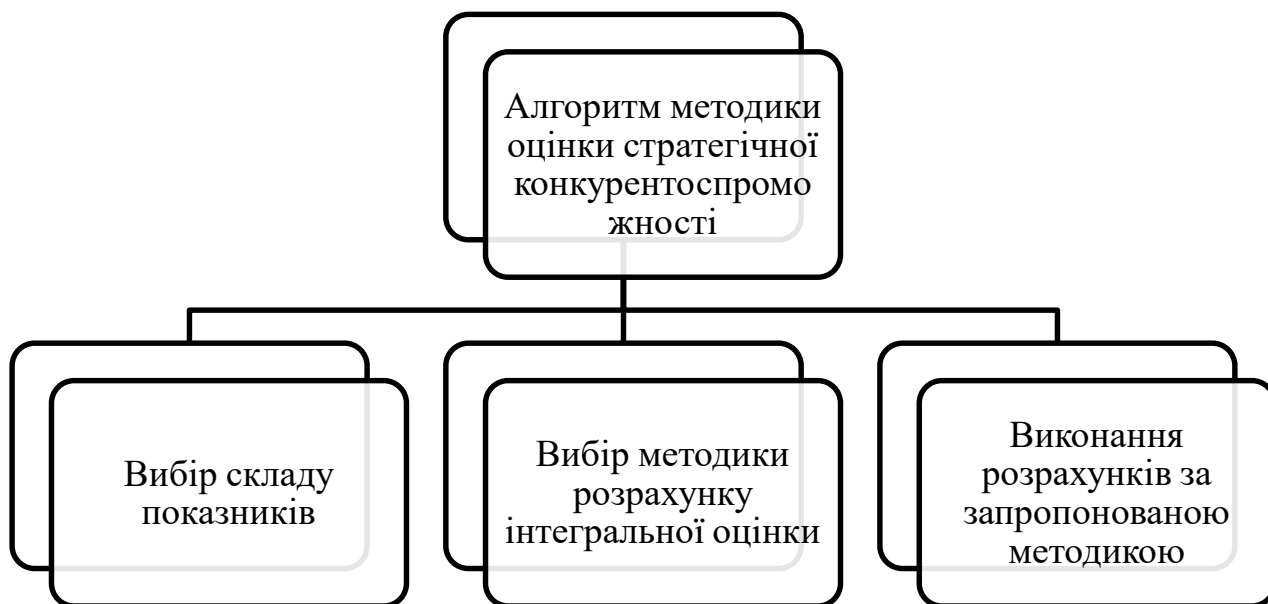 Алгоритм методики
оцінки стратегічної
конкурентоспромо
жності
Вибір складу
показників
Вибір методики
розрахунку
інтегральної оцінки
Виконання
розрахунків за
запропонованою
методикою